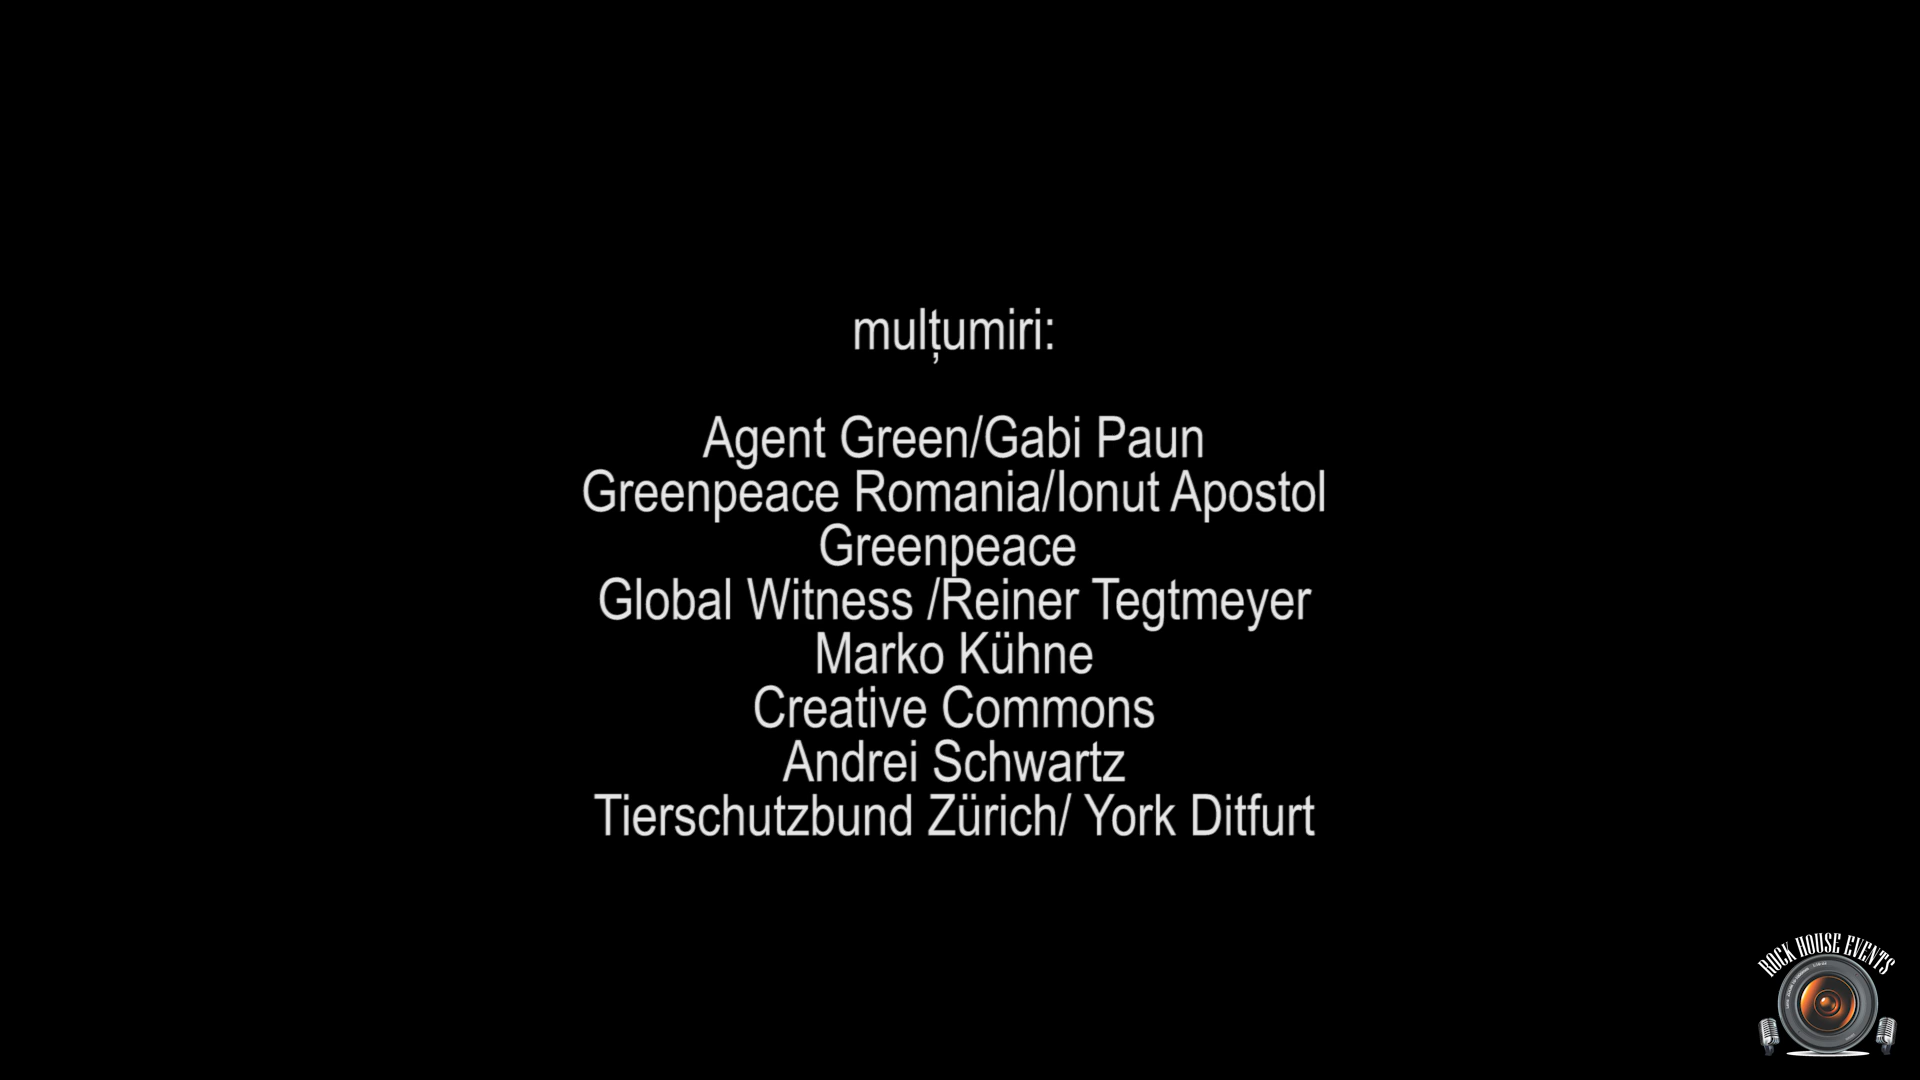 mulțumiri:
Agent Green/Gabi Paun
Greenpeace Romania/Ionut Apostol
Greenpeace
Global Witness /Reiner Tegtmeyer
Marko Kühne
Creative Commons
Andrei Schwartz
Tierschutzbund Zürich/ York Ditfurt
ROCK HOUSE EVENTS